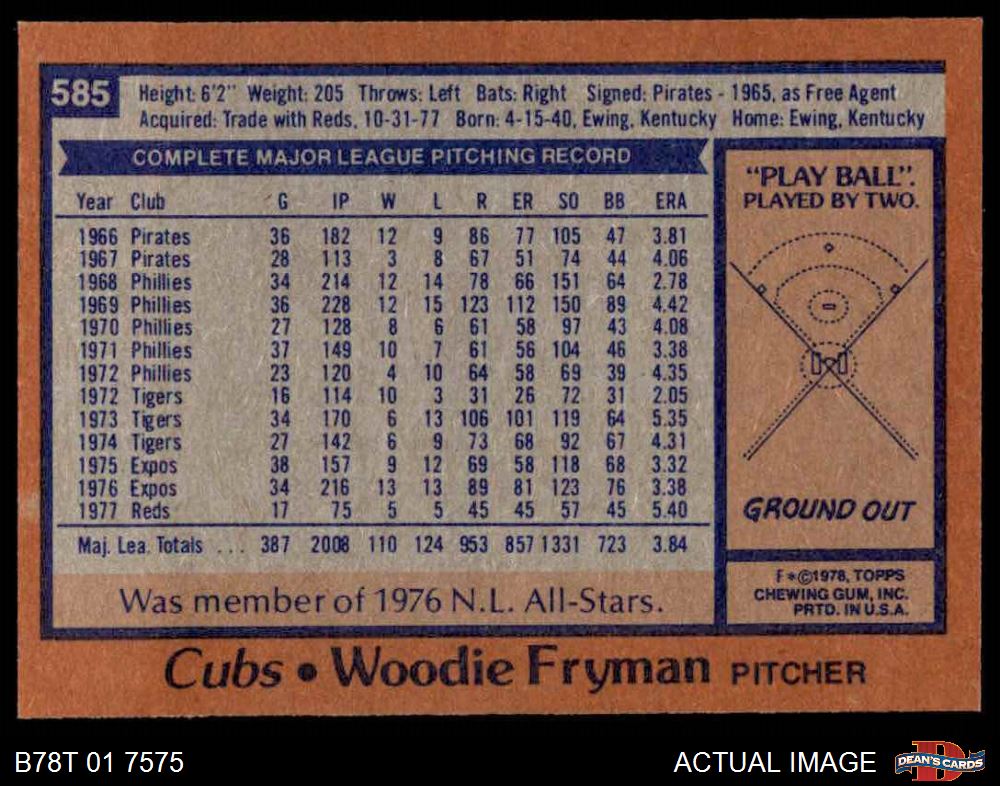 585
Height: 6'2" Weight: 205 Throws: Left Bats: Right Signed: Pirates - 1965, as Free Agent
Acquired: Trade with Reds, 10-31-77 Born: 4-15-40, Ewing, Kentucky Home: Ewing, Kentucky
COMPLETE MAJOR LEAGUE PITCHING RECORD
Year Club G IP W L R ER SO BB ERA
1966 Pirates 36 182 12 9 86 77 105 47 3.81
1967 Pirates 28 113 3 8 67 51 74 44 4.06
1968 Phillies 34 214 12 14 78 66 151 64 2.78
1969 Phillies 36 228 12 15 123 112 150 89 4.42
1970 Phillies 27 128 8 6 61 58 97 43 4.08
1971 Phillies 37 149 10 7 61 56 104 46 3.38
1972 Phillies 23 120 4 10 64 58 69 39 4.35
1972 Tigers 16 114 10 3 31 26 72 31 2.05
1973 Tigers 34 170 6 13 106 101 119 64 5.35
1974 Tigers 27 142 6 9 73 68 92 67 4.31
1975 Expos 38 157 9 12 69 58 118 68 3.32
1976 Expos 34 216 13 13 89 81 123 76 3.38
1977 Reds 17 75 5 5 45 45 57 45 5.40
Maj. Lea. Totals ... 387 2008 110 124 953 857 1331 723 3.84
Was member of 1976 N.L. All-Stars.
"PLAY BALL".
PLAYED BY TWO.
GROUND OUT
F*©1978, TOPPS
CHEWING GUM, INC.
PRTD. IN U.S.A.
Cubs • Woodie Fryman PITCHER
B78T 01 7575
ACTUAL IMAGE
D
DEAN'S CARDS